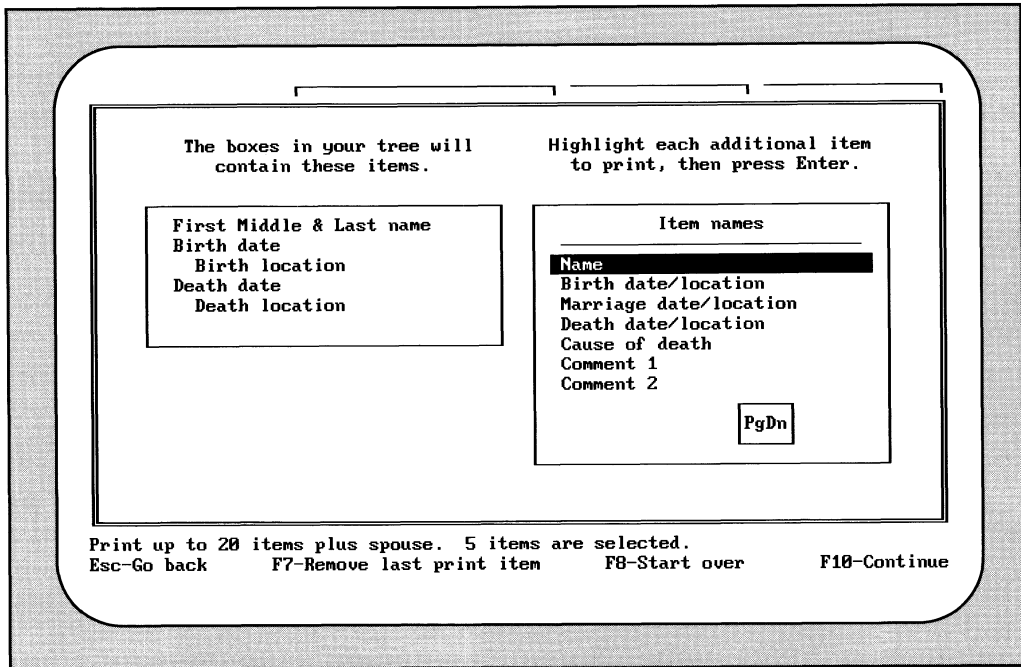 The boxes in your tree will
contain these items.
First Middle & Last name
Birth date
Birth location
Death date
Death location
Highlight each additional item
to print, then press Enter.
Item names
Name
Birth date/location
Marriage date/location
Death date/location
Cause of death
Comment 1
Comment 2
PgDn
Print up to 20 items plus spouse.  5 items are selected.
Esc-Go back F7-Remove last print item F8-Start over F10-Continue